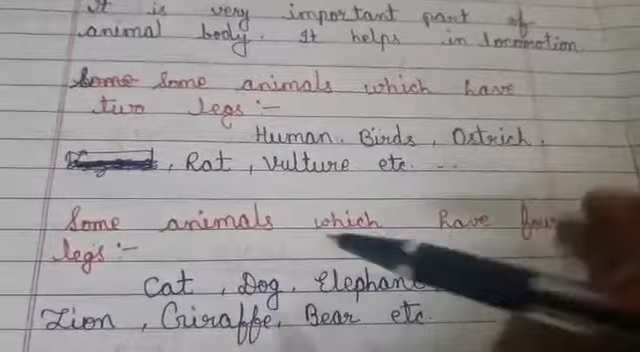 It is very important part of
animal body. It helps in locomotion
Some Some animals which have
two legs :-
Human. Birds, Ostrich.
, Rat, Vulture etc. ...
Some animals which have four
legs :-
Cat, Dog, Elephant
Lion, Giraffe, Bear etc.